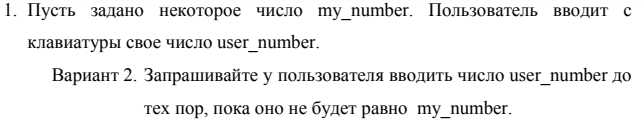 1. Пусть задано некоторое число my_number. Пользователь вводит с
клавиатуры свое число user_number.
Вариант 2. Запрашивайте у пользователя вводить число user_number до
тех пор, пока оно не будет равно my_number.